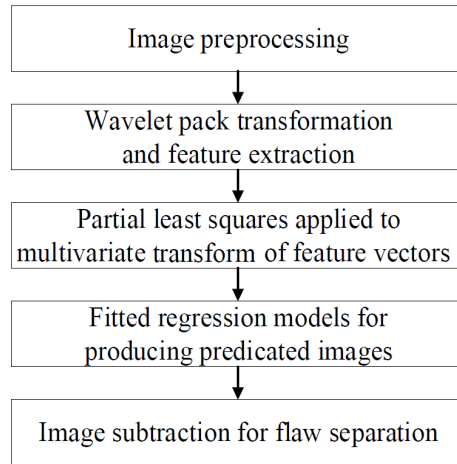 Image preprocessing
Wavelet pack transformation
and feature extraction
Partial least squares applied to
multivariate transform of feature vectors
Fitted regression models for
producing predicated images
Image subtraction for flaw separation